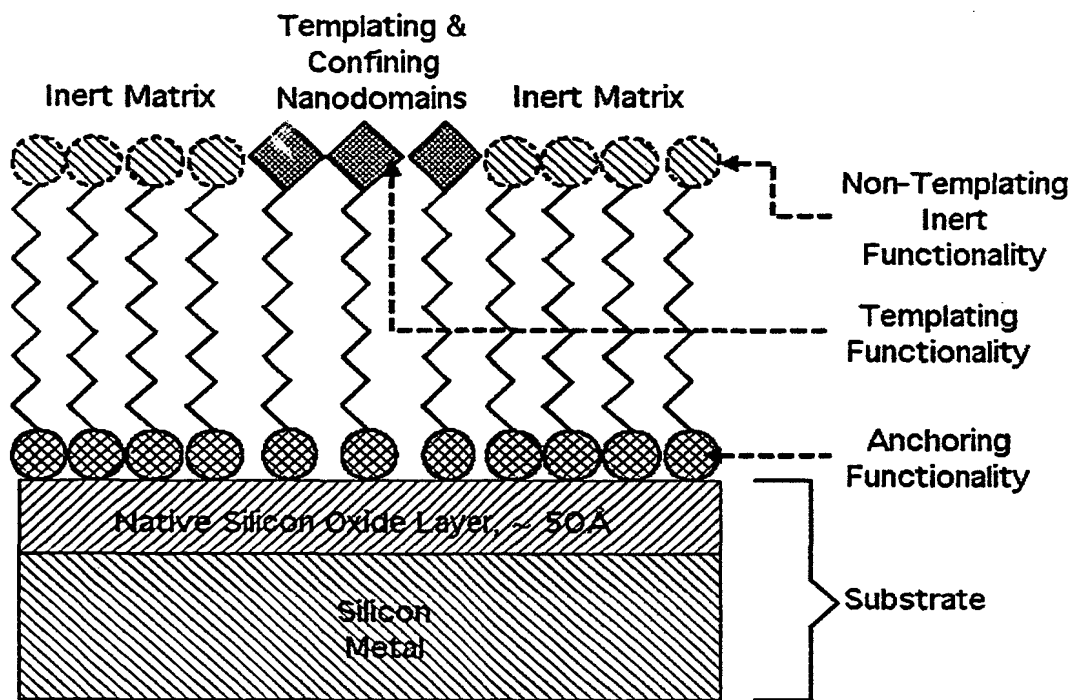 Templating &
Confining
Nanodomains
Inert Matrix
Inert Matrix
Non-Templating
Inert
Functionality
Templating
Functionality
Anchoring
Functionality
Native Silicon Oxide Layer, ~ 50Å
Substrate
Silicon
Metal